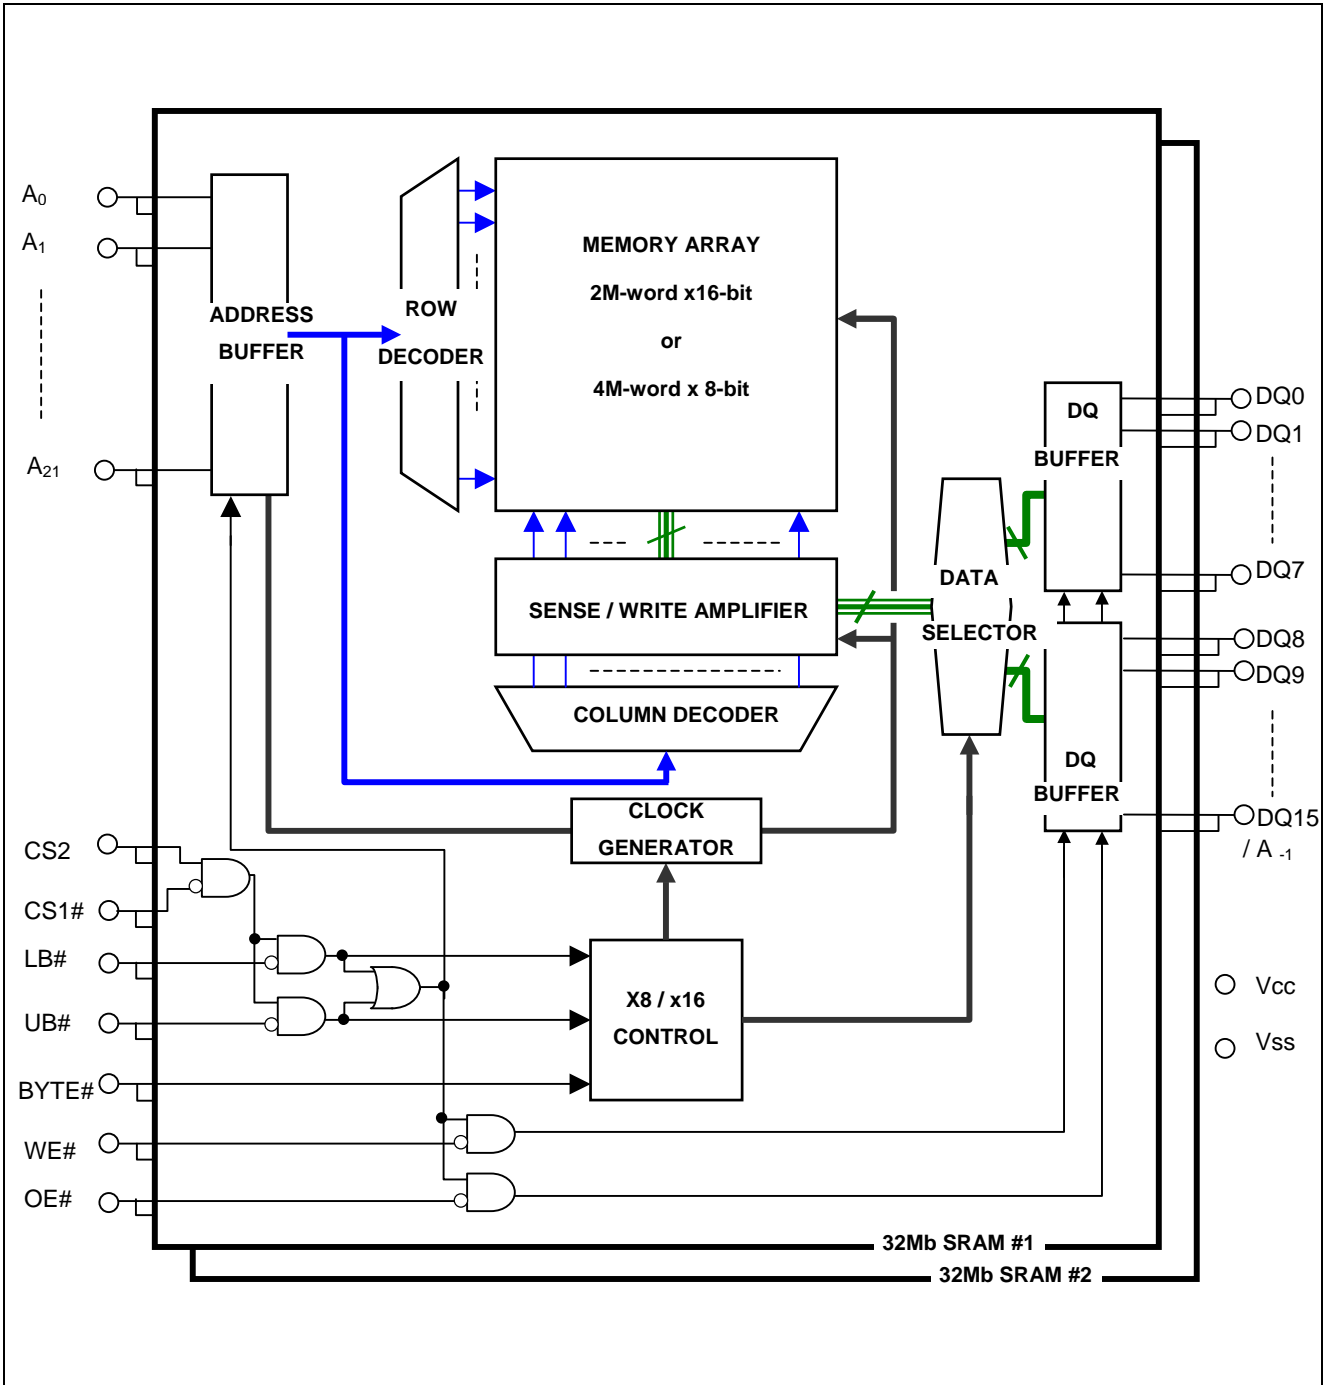 A0
A1
A21
ADDRESS
BUFFER
ROW
DECODER
MEMORY ARRAY
2M-word x16-bit
or
4M-word x 8-bit
SENSE / WRITE AMPLIFIER
COLUMN DECODER
CLOCK
GENERATOR
X8 / x16
CONTROL
DATA
SELECTOR
DQ
BUFFER
DQ
BUFFER
DQ0
DQ1
DQ7
DQ8
DQ9
DQ15
/ A -1
CS2
CS1#
LB#
UB#
BYTE#
WE#
OE#
Vcc
Vss
32Mb SRAM #1
32Mb SRAM #2